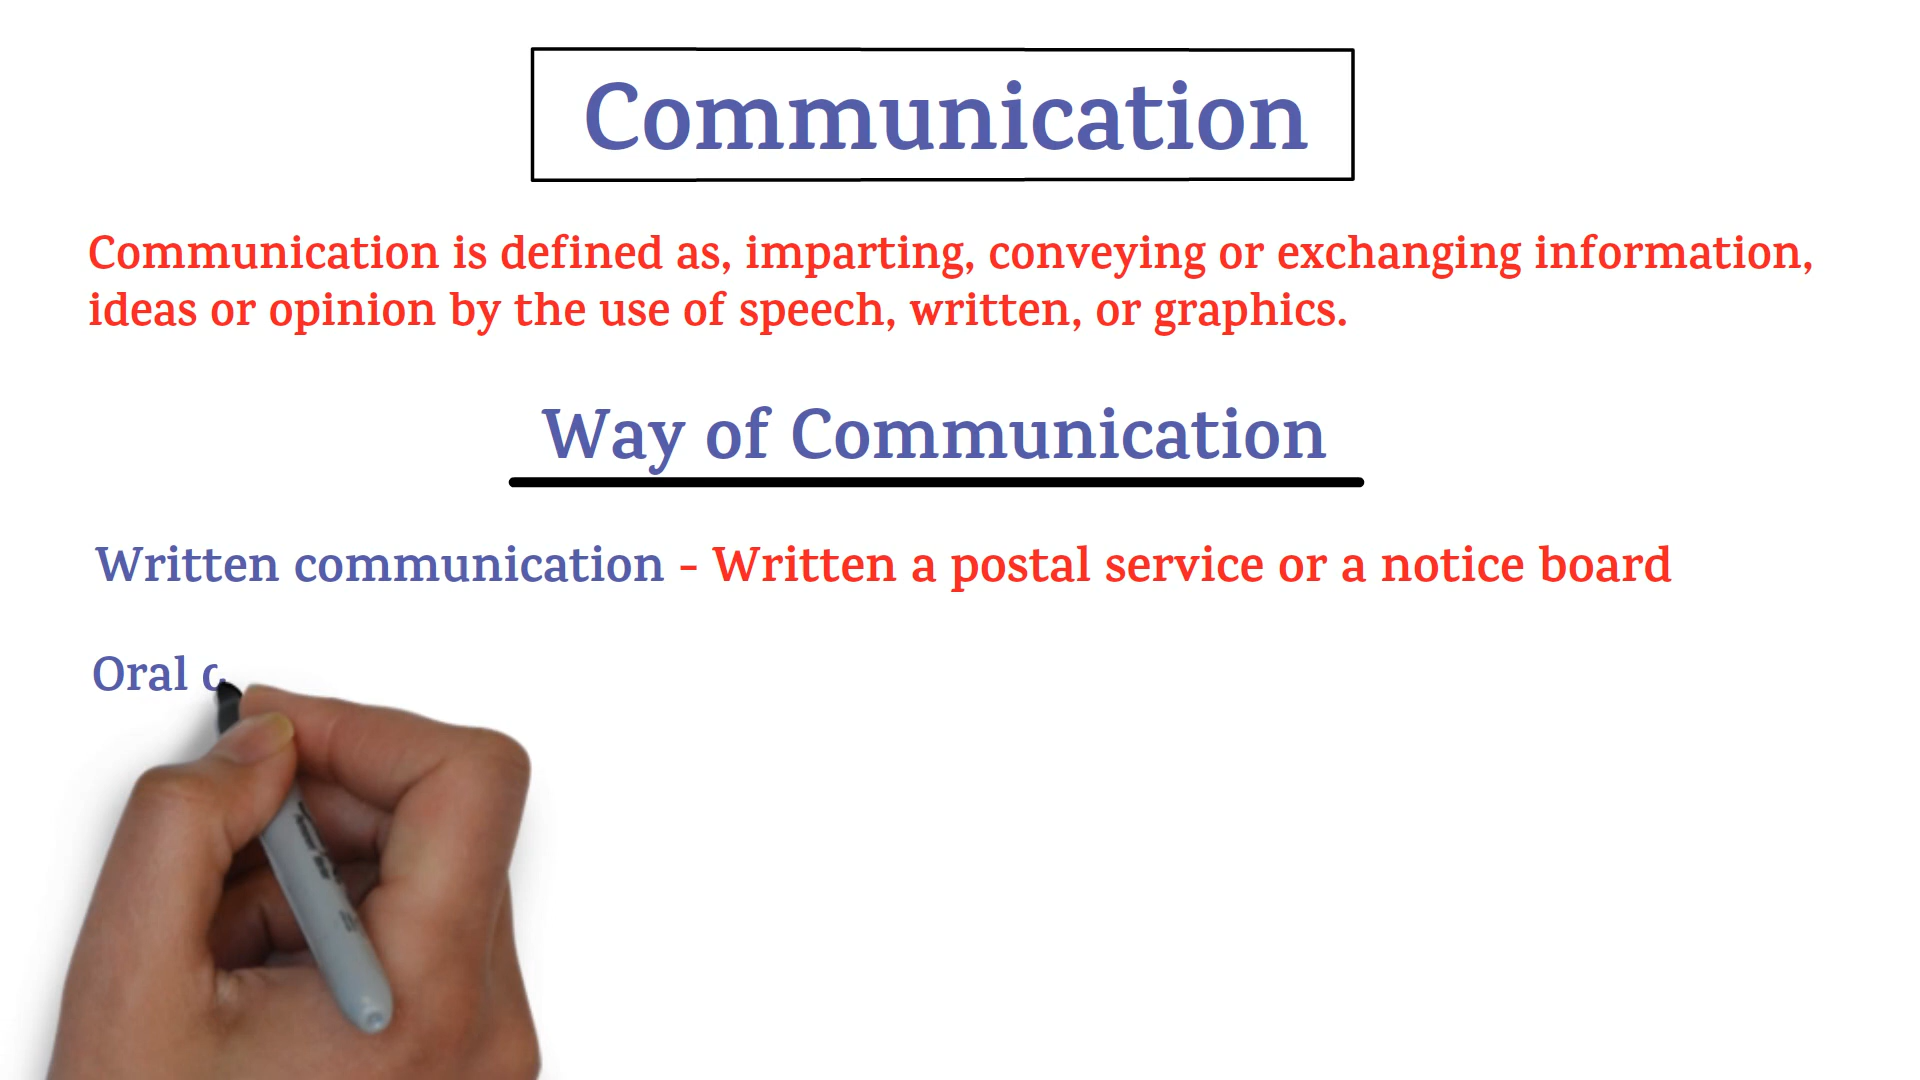 Communication
Communication is defined as, imparting, conveying or exchanging information,
ideas or opinion by the use of speech, written, or graphics.
Way of Communication
Written communication - Written a postal service or a notice board
Oral